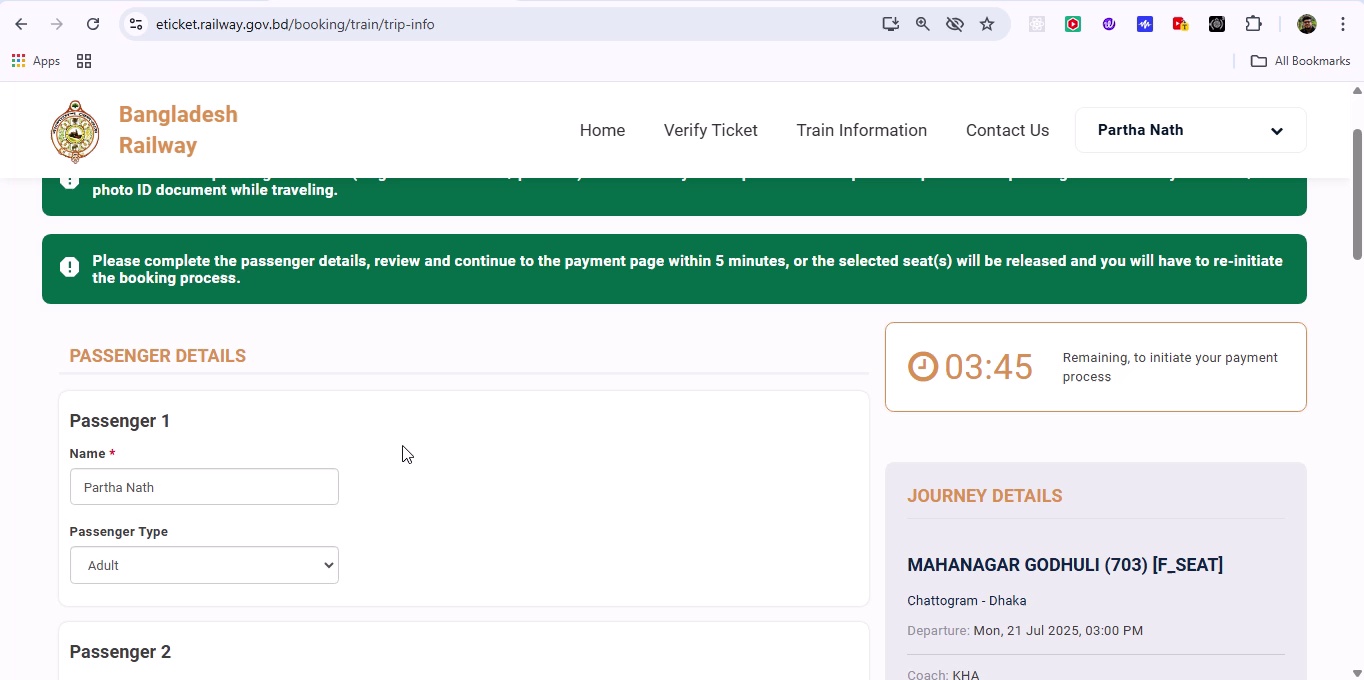 eticket.railway.gov.bd/booking/train/trip-info
Apps
All Bookmarks
Bangladesh
Railway
Home
Verify Ticket
Train Information
Contact Us
Partha Nath
photo ID document while traveling.
Please complete the passenger details, review and continue to the payment page within 5 minutes, or the selected seat(s) will be released and you will have to re-initiate
the booking process.
PASSENGER DETAILS
03:45
Remaining, to initiate your payment
process
Passenger 1
Name *
Partha Nath
Passenger Type
Adult
Passenger 2
JOURNEY DETAILS
MAHANAGAR GODHULI (703) [F_SEAT]
Chattogram - Dhaka
Departure: Mon, 21 Jul 2025, 03:00 PM
Coach: KHA